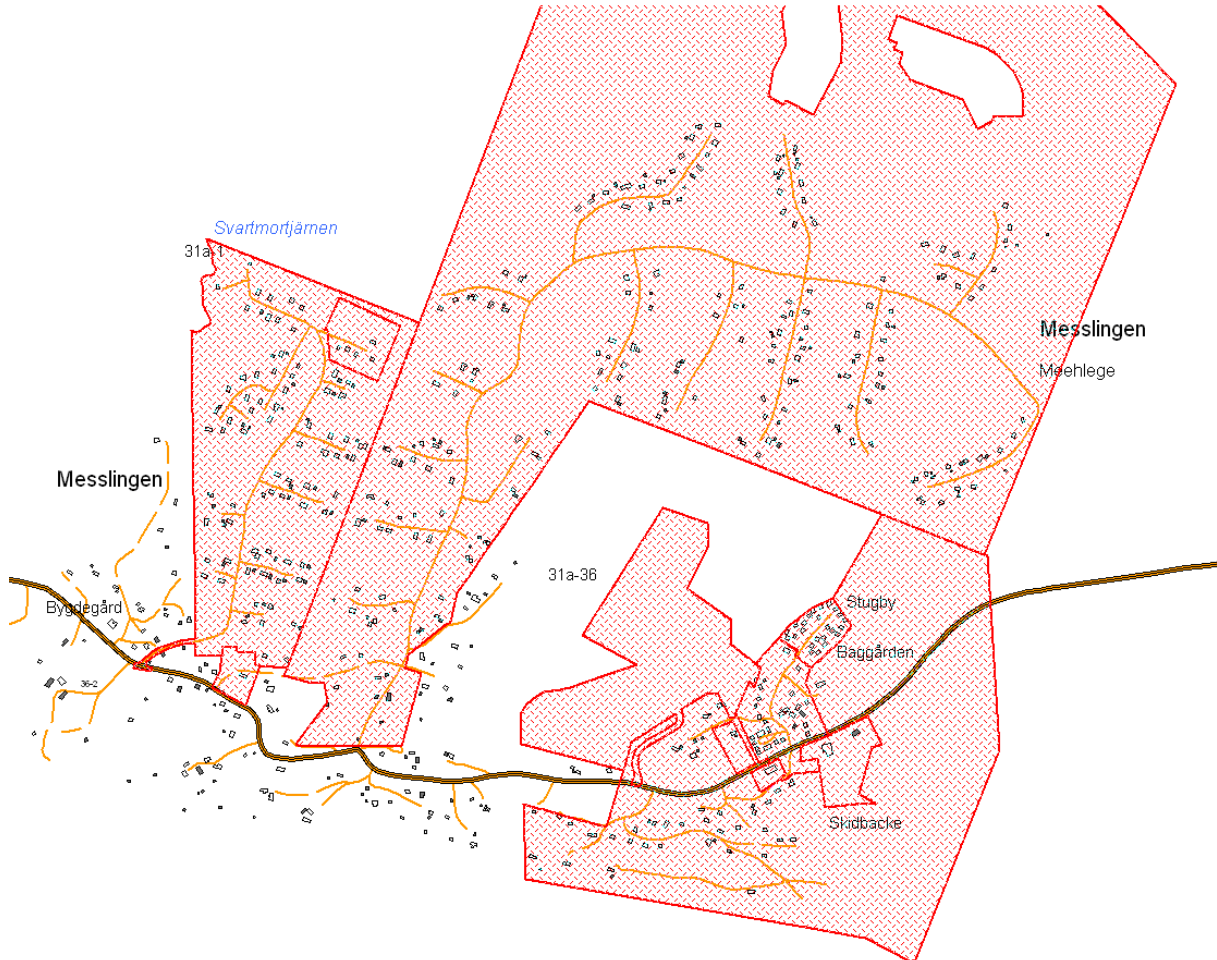 Svartmortjärnen
31a-1
Messlingen
Meehlege
Messlingen
31a-36
Bygdegård
Stugby
Baggården
36-2
Skidbacke